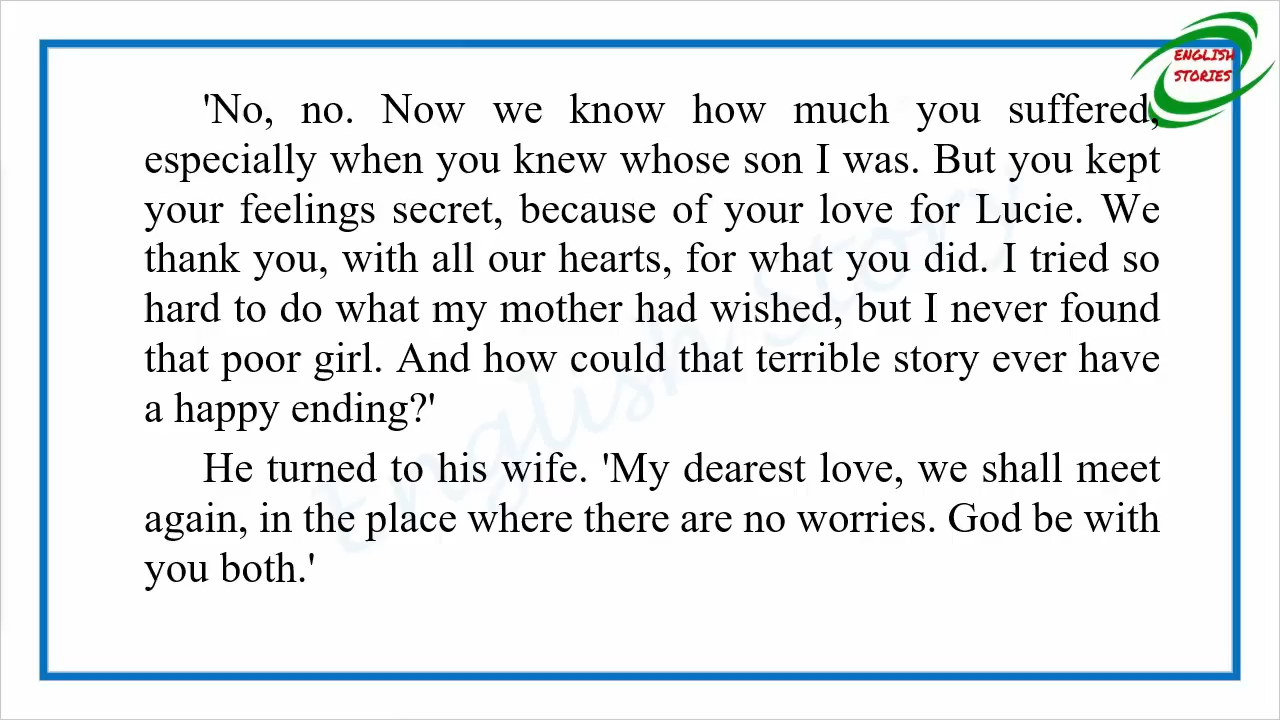 ENGLISH
STORIES
'No, no. Now we know how much you suffered,
especially when you knew whose son I was. But you kept
your feelings secret, because of your love for Lucie. We
thank you, with all our hearts, for what you did. I tried so
hard to do what my mother had wished, but I never found
that poor girl. And how could that terrible story ever have
a happy ending?'
He turned to his wife. 'My dearest love, we shall meet
again, in the place where there are no worries. God be with
you both.'
English Story